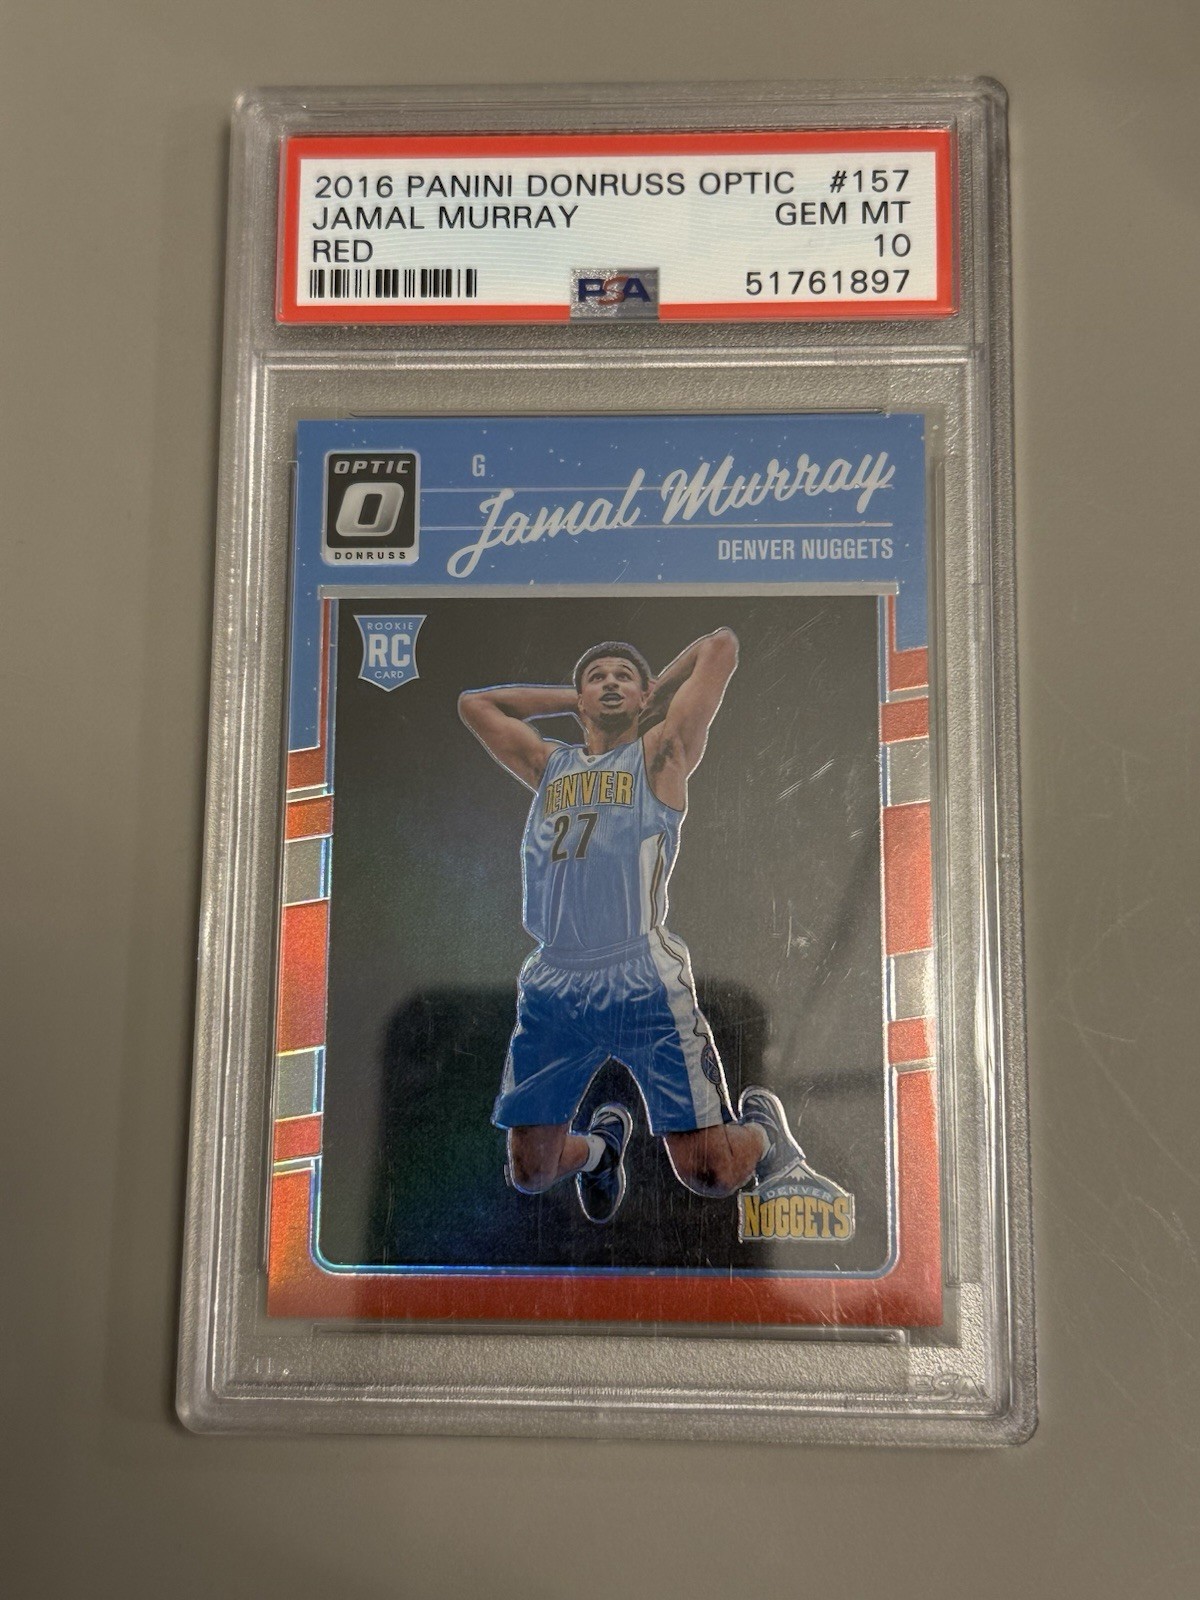 2016 PANINI DONRUSS OPTIC #157
JAMAL MURRAY GEM MT
RED 10
PSA 51761897
OPTIC
O
DONRUSS
G
Jamal Murray
DENVER NUGGETS
ROOKIE
RC
CARD
DENVER
27
DENVER
NUGGETS
PSA